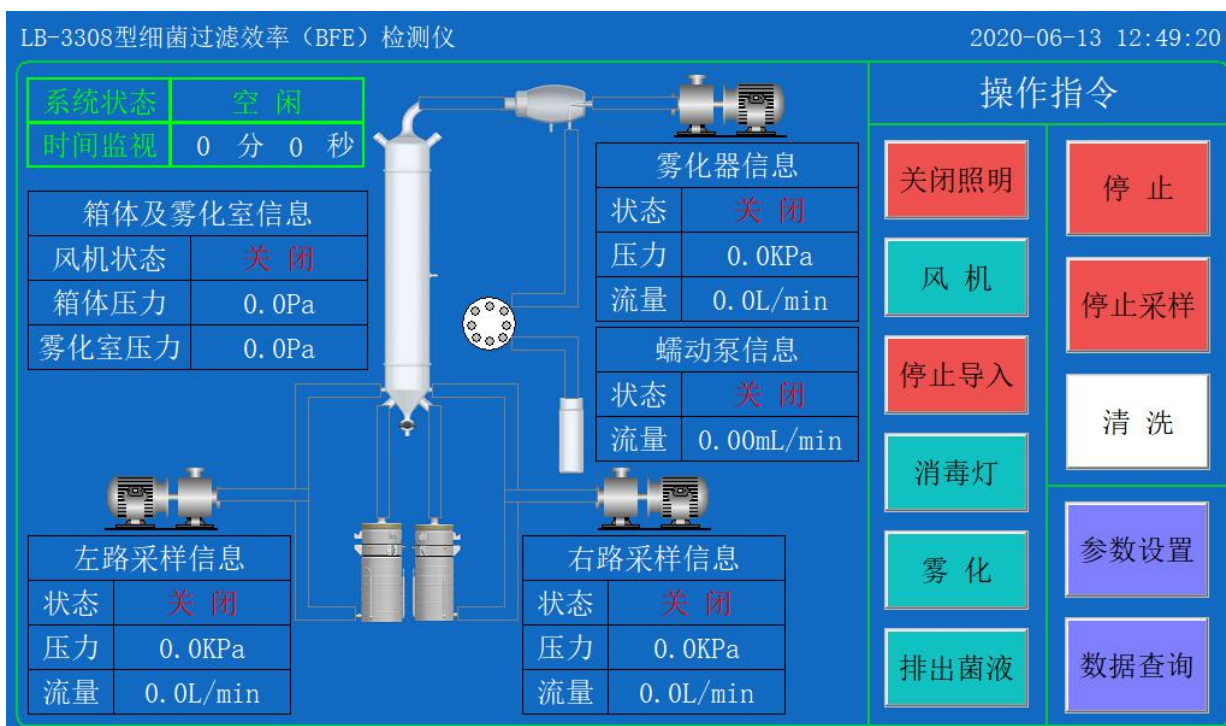 LB-3308型细菌过滤效率（BFE）检测仪
2020-06-13 12:49:20
系统状态 空 闲
时间监视 0 分 0 秒
箱体及雾化室信息
风机状态 关 闭
箱体压力 0.0Pa
雾化室压力 0.0Pa
雾化器信息
状态 关 闭
压力 0.0KPa
流量 0.0L/min
蠕动泵信息
状态 关 闭
流量 0.00mL/min
左路采样信息
状态 关 闭
压力 0.0KPa
流量 0.0L/min
右路采样信息
状态 关 闭
压力 0.0KPa
流量 0.0L/min
操作指令
关闭照明
风 机
停止导入
消毒灯
雾 化
排出菌液
停 止
停止采样
清 洗
参数设置
数据查询